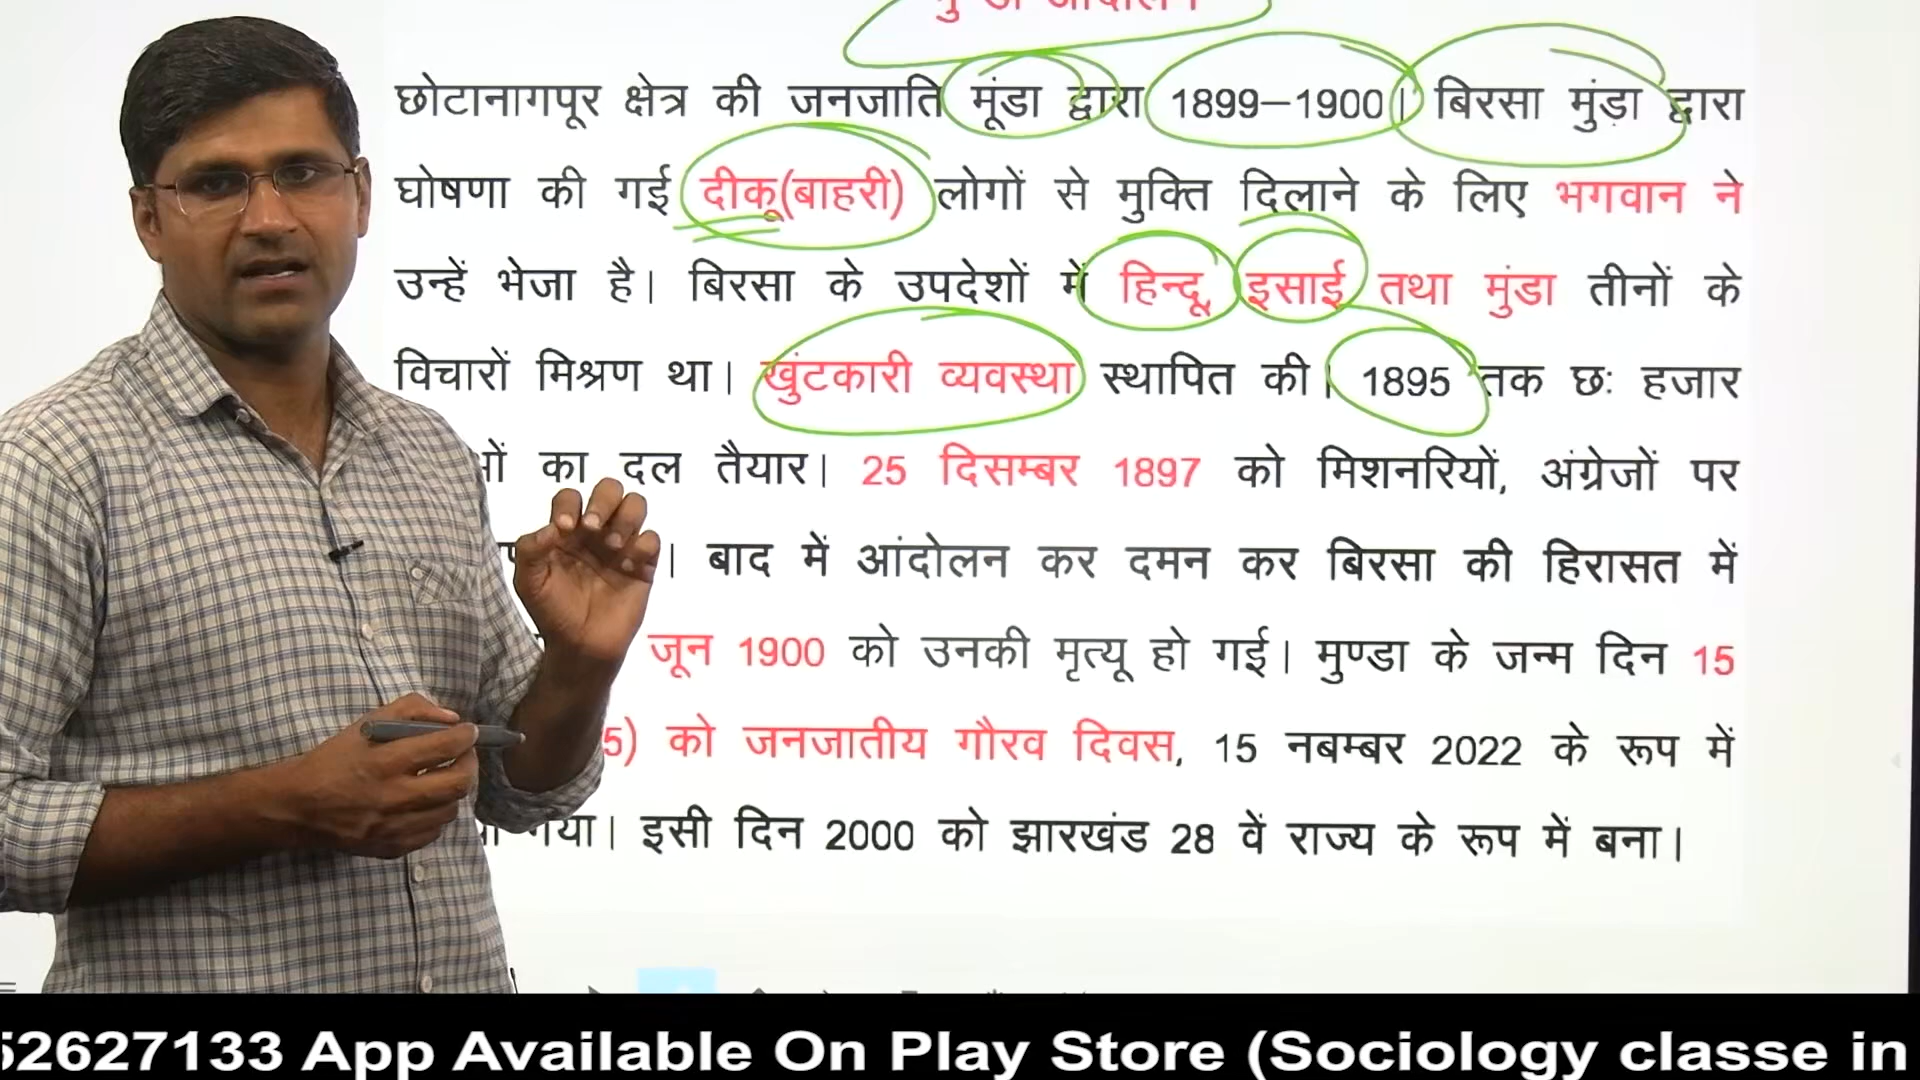 आंदोलन
छोटानागपूर क्षेत्र की जनजाति मूंडा द्वारा 1899–1900। बिरसा मुंडा द्वारा
घोषणा की गई दीकू(बाहरी) लोगों से मुक्ति दिलाने के लिए भगवान ने
उन्हें भेजा है। बिरसा के उपदेशों में हिन्दू, इसाई तथा मुंडा तीनों के
विचारों मिश्रण था। खुंटकारी व्यवस्था स्थापित की। 1895 तक छः हजार
का दल तैयार। 25 दिसम्बर 1897 को मिशनरियों, अंग्रेजों पर
। बाद में आंदोलन कर दमन कर बिरसा की हिरासत में
जून 1900 को उनकी मृत्यू हो गई। मुण्डा के जन्म दिन 15
5) को जनजातीय गौरव दिवस, 15 नबम्बर 2022 के रूप में
गया। इसी दिन 2000 को झारखंड 28 वें राज्य के रूप में बना।
52627133 App Available On Play Store (Sociology classe in